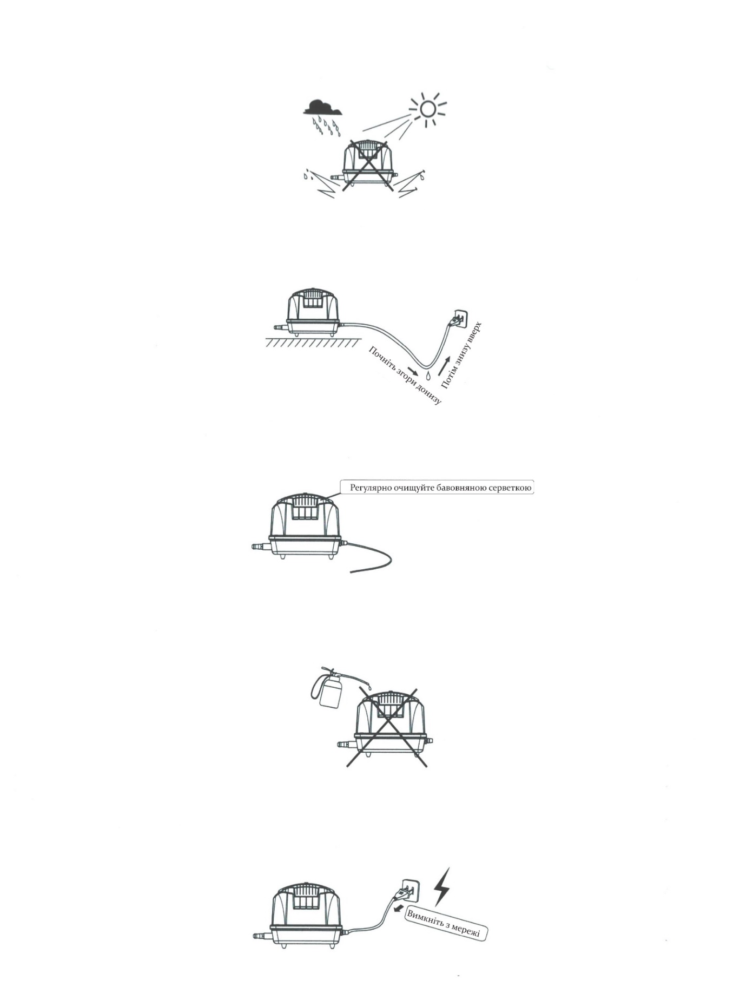 Почніть згори донизу
Потім знизу вверх
Регулярно очищуйте бавовняною серветкою
Вимкніть з мережі